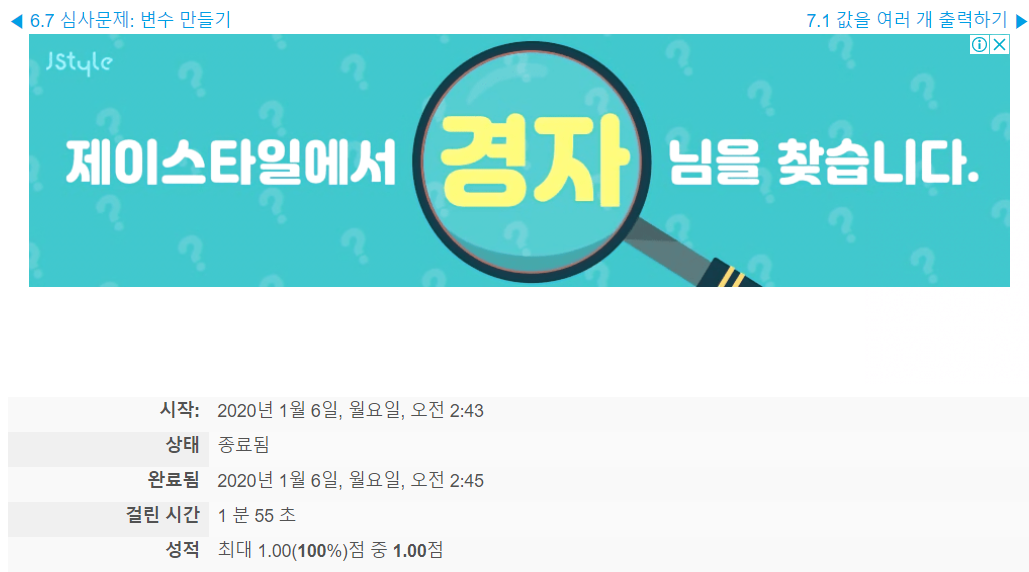 ◀ 6.7 심사문제: 변수 만들기
7.1 값을 여러 개 출력하기 ▶
JStyle
제이스타일에서 경자 님을 찾습니다.
시작: 2020년 1월 6일, 월요일, 오전 2:43
상태 종료됨
완료됨 2020년 1월 6일, 월요일, 오전 2:45
걸린 시간 1 분 55 초
성적 최대 1.00(100%)점 중 1.00점